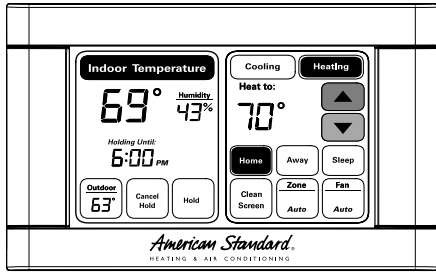 Indoor Temperature
69°
Humidity
43%
Holding Until:
6:00 PM
Outdoor
63°
Cancel
Hold
Hold
Cooling
Heating
Heat to:
70°
Home
Away
Sleep
Clean
Screen
Zone
Auto
Fan
Auto
American Standard®
HEATING & AIR CONDITIONING